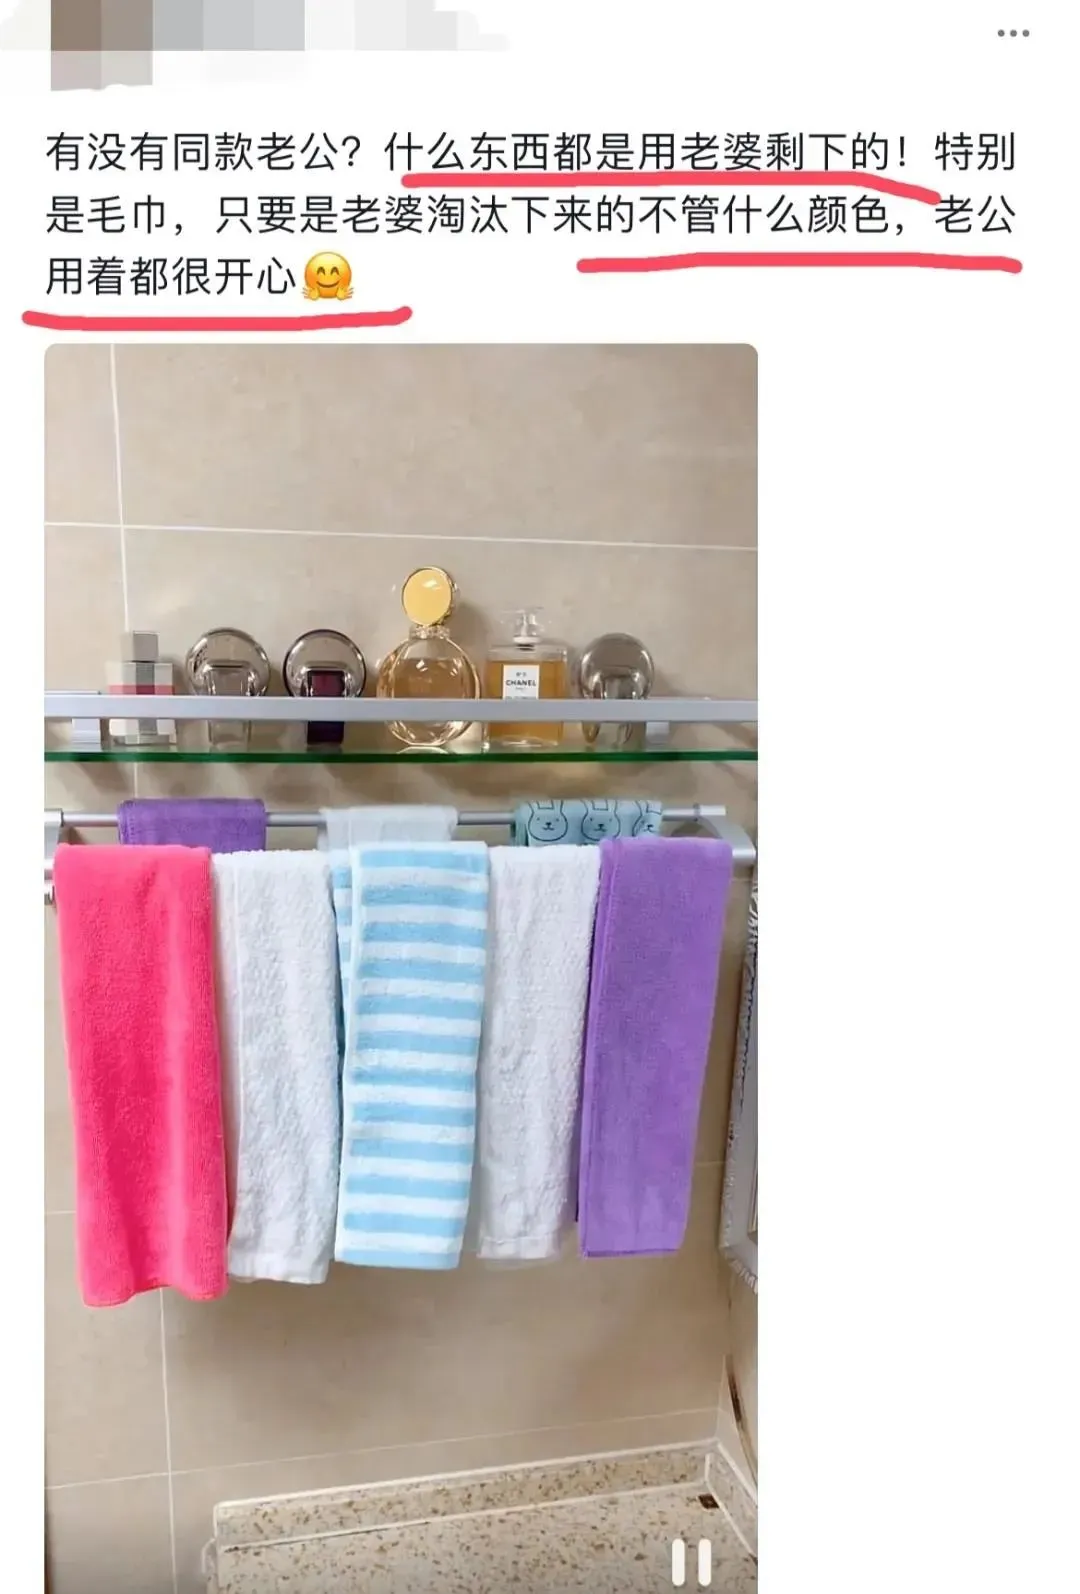 有没有同款老公？什么东西都是用老婆剩下的！特别
是毛巾，只要是老婆淘汰下来的不管什么颜色，老公
用着都很开心🤗
N°5
CHANEL